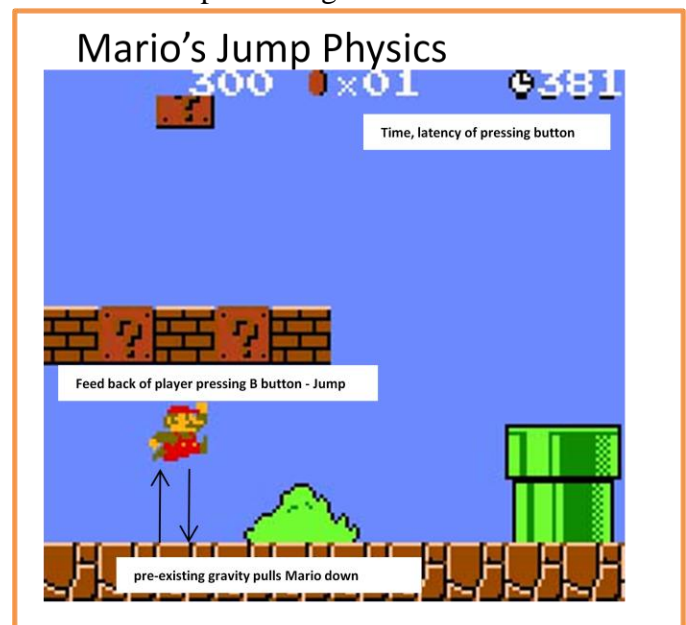 Mario's Jump Physics
300 ×01 381
?
Time, latency of pressing button
? ?
Feed back of player pressing B button - Jump
pre-existing gravity pulls Mario down